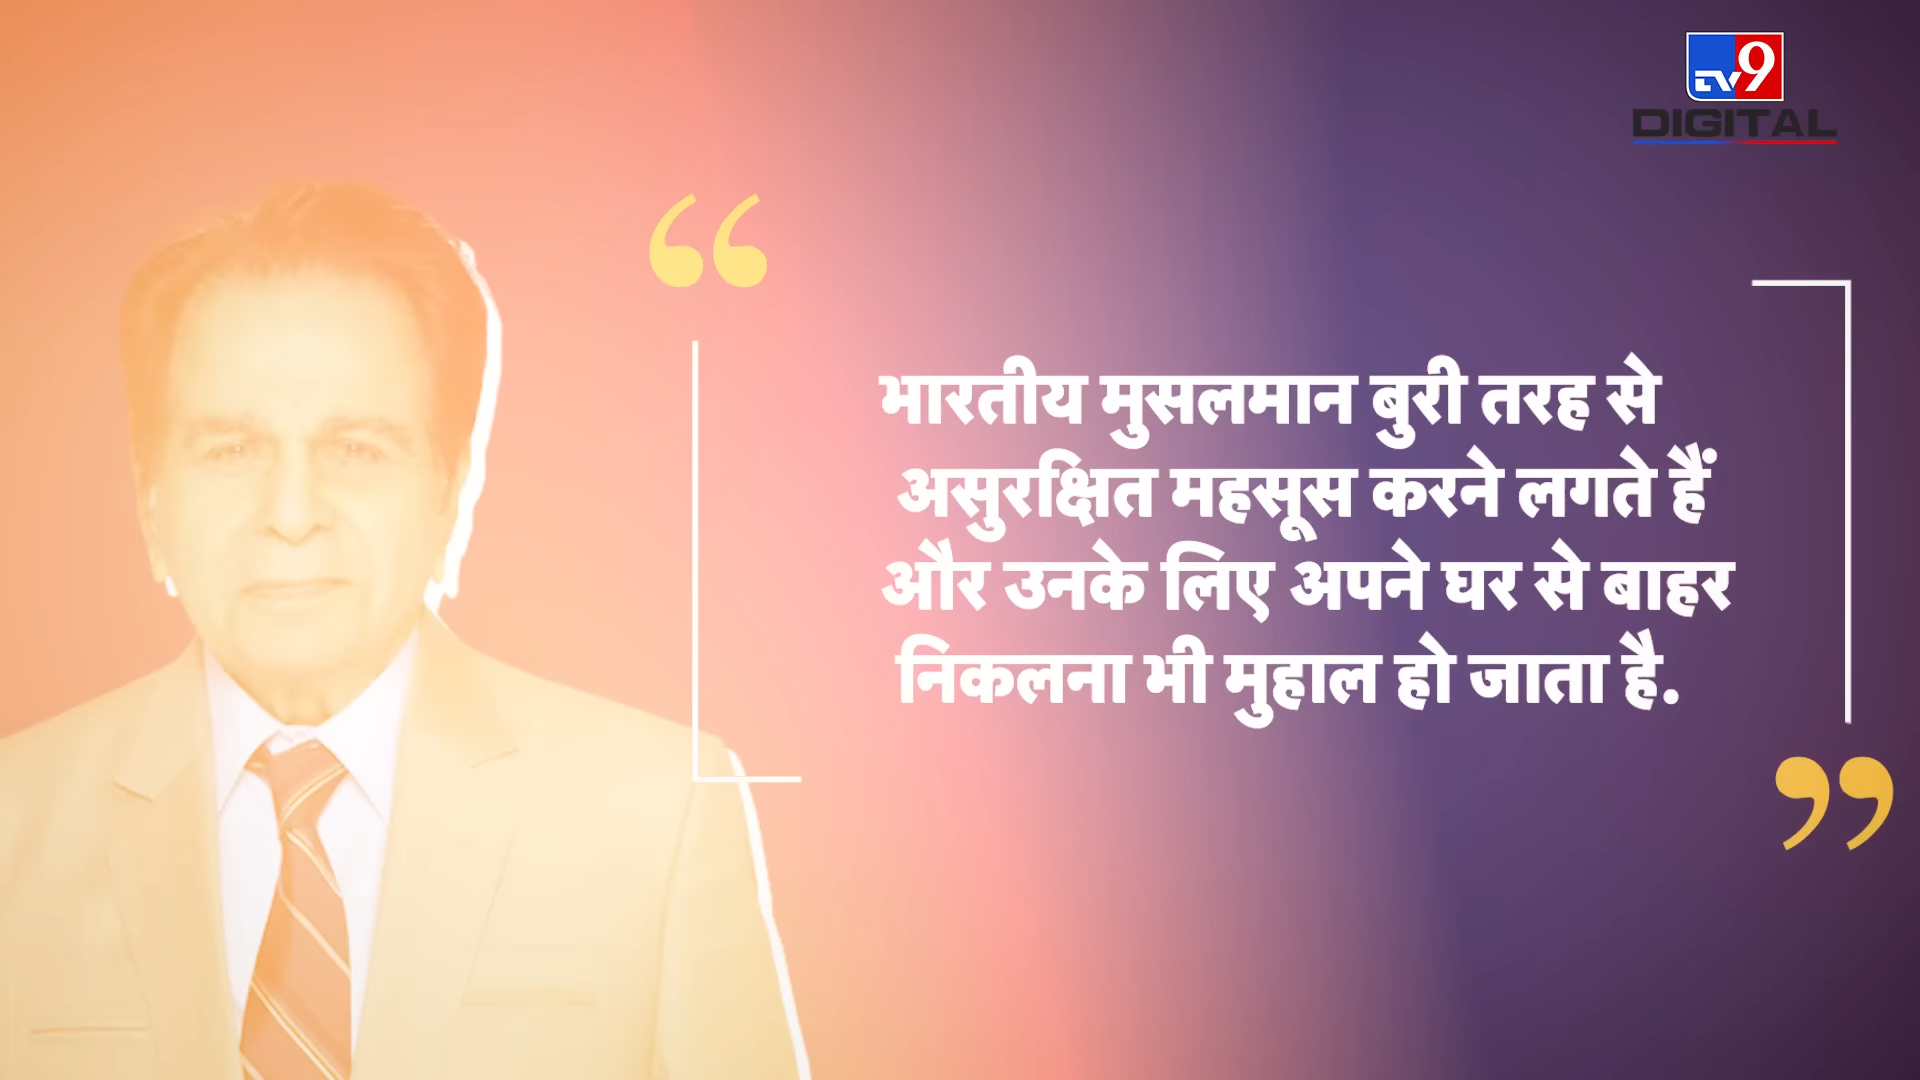 TV9
DIGITAL
भारतीय मुसलमान बुरी तरह से
असुरक्षित महसूस करने लगते हैं
और उनके लिए अपने घर से बाहर
निकलना भी मुहाल हो जाता है.